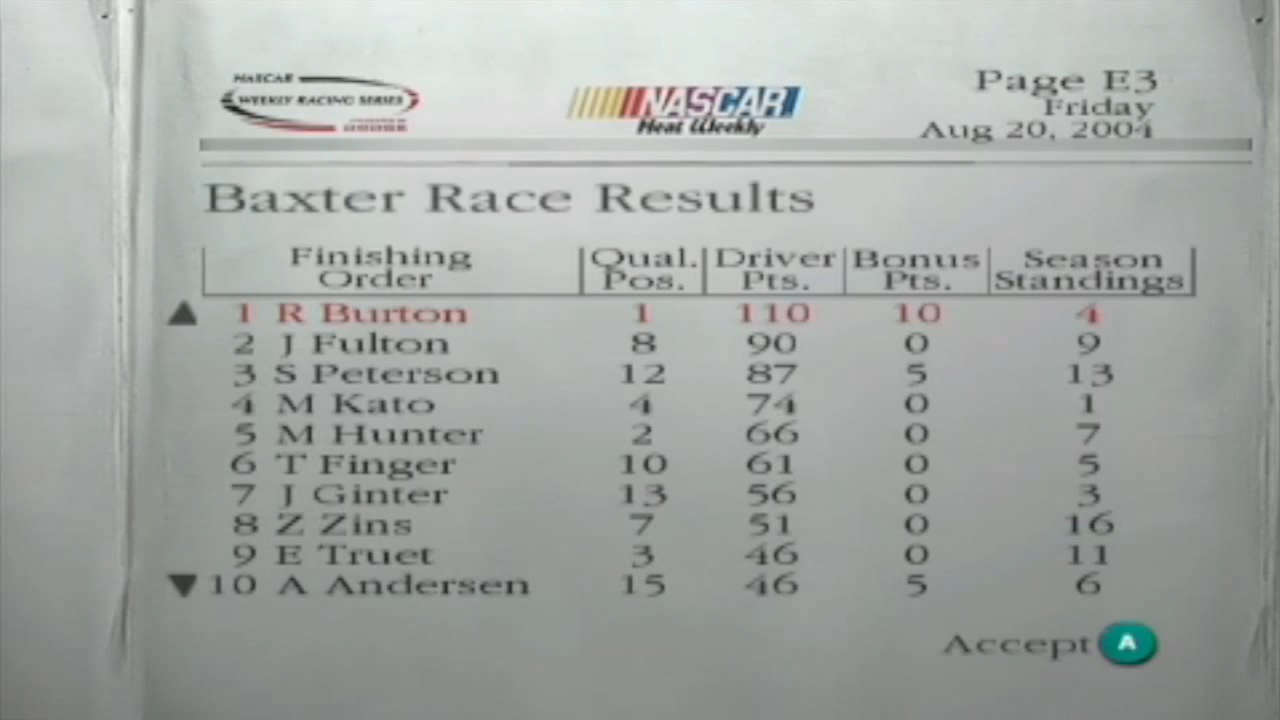 NASCAR
WEEKLY RACING SERIES
DODGE
NASCAR
Heat Weekly
Page E3
Friday
Aug 20, 2004
Baxter Race Results
Finishing Order Qual. Pos. Driver Pts. Bonus Pts. Season Standings
1 R Burton 1 110 10 4
2 J Fulton 8 90 0 9
3 S Peterson 12 87 5 13
4 M Kato 4 74 0 1
5 M Hunter 2 66 0 7
6 T Finger 10 61 0 5
7 J Ginter 13 56 0 3
8 Z Zins 7 51 0 16
9 E Truet 3 46 0 11
10 A Andersen 15 46 5 6
Accept A